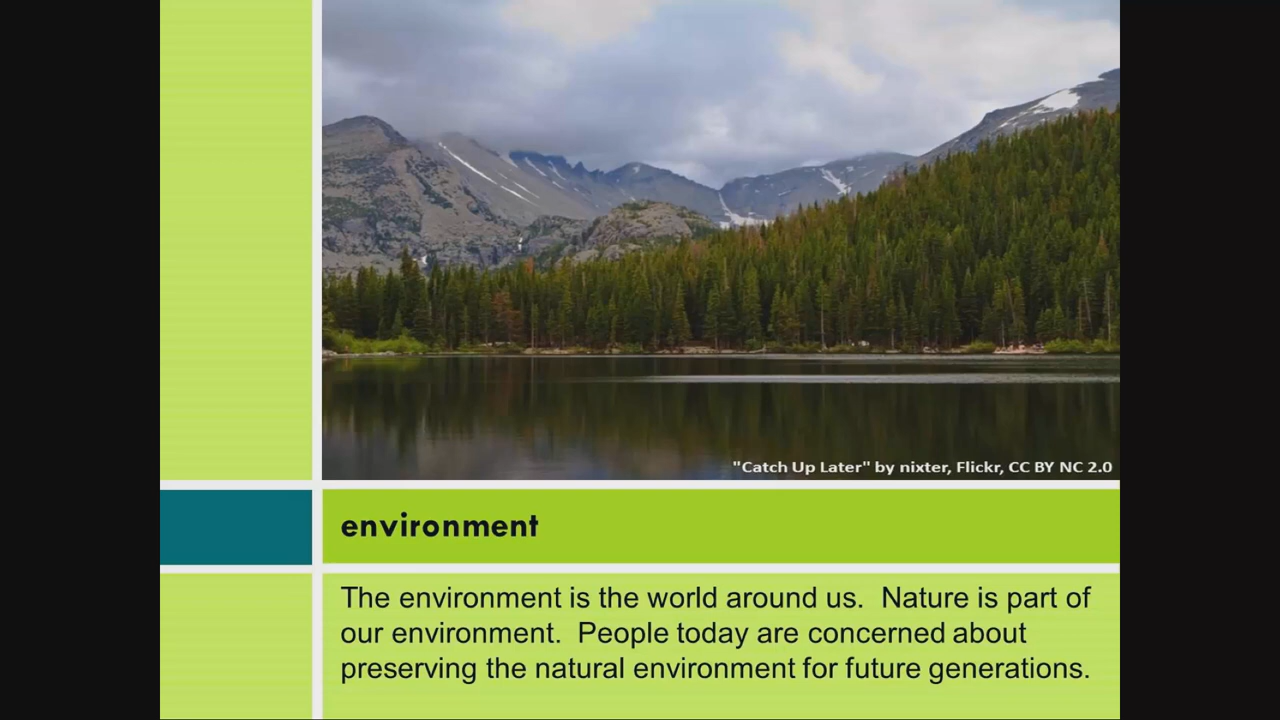 "Catch Up Later" by nixter, Flickr, CC BY NC 2.0
environment
The environment is the world around us.  Nature is part of
our environment.  People today are concerned about
preserving the natural environment for future generations.